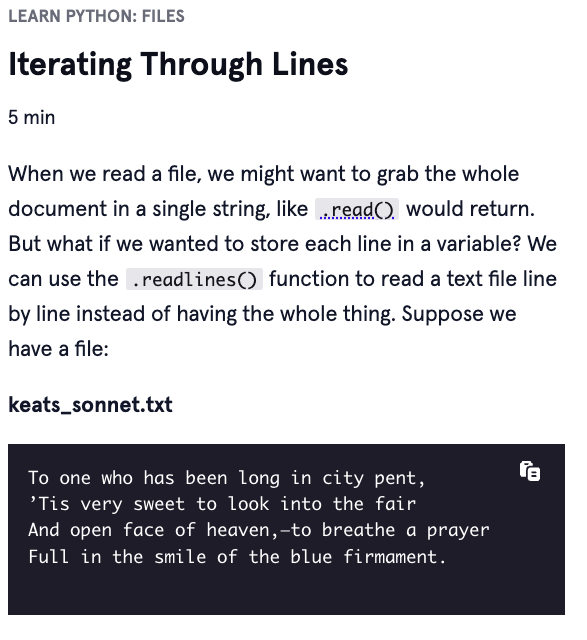 LEARN PYTHON: FILES
Iterating Through Lines
5 min
When we read a file, we might want to grab the whole
document in a single string, like .read() would return.
But what if we wanted to store each line in a variable? We
can use the .readlines() function to read a text file line
by line instead of having the whole thing. Suppose we
have a file:
keats_sonnet.txt
To one who has been long in city pent,
’Tis very sweet to look into the fair
And open face of heaven,—to breathe a prayer
Full in the smile of the blue firmament.